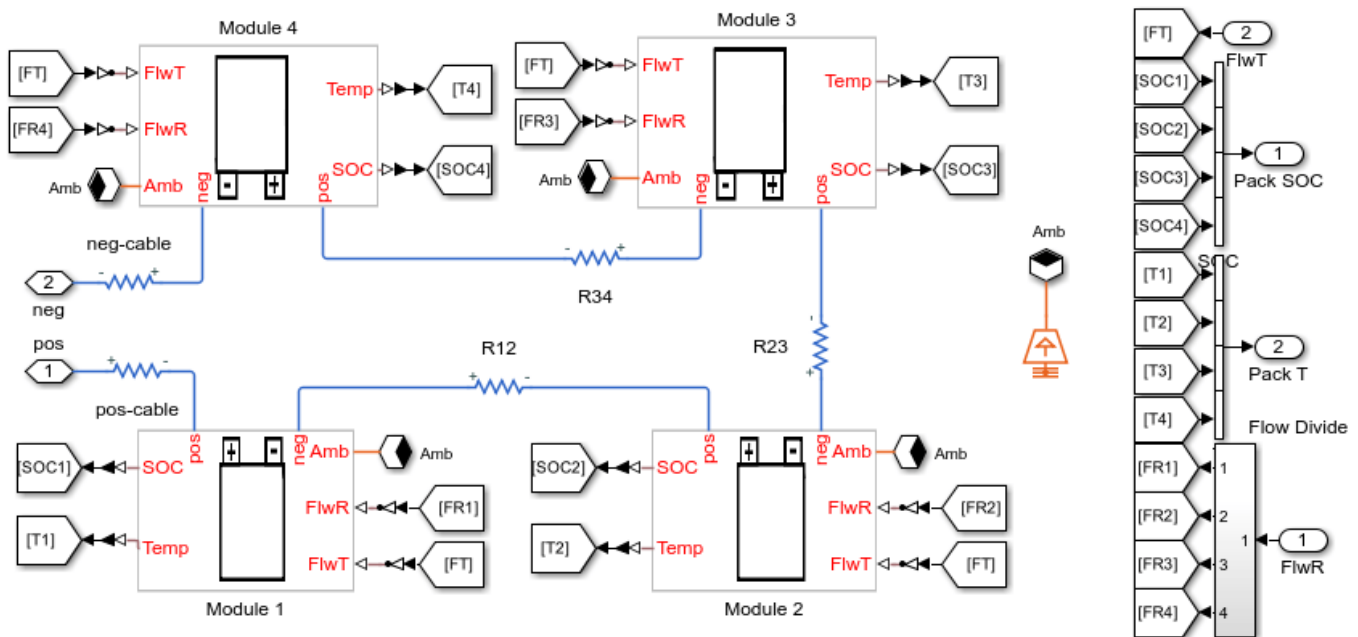 Module 4
[FT]
FlwT
Temp
[T4]
[FR4]
FlwR
Amb
Amb
SOC
[SOC4]
neg
pos
- +
Module 3
[FT]
FlwT
Temp
[T3]
[FR3]
FlwR
Amb
Amb
SOC
[SOC3]
neg
pos
- +
neg-cable
- +
2
neg
- +
R34
pos
1
+ -
pos-cable
R12
+ -
R23
-
+
Amb
pos
neg
+ -
[SOC1]
SOC
Amb
Amb
FlwR
[FR1]
[T1]
Temp
FlwT
[FT]
Module 1
pos
neg
+ -
[SOC2]
SOC
Amb
Amb
FlwR
[FR2]
[T2]
Temp
FlwT
[FT]
Module 2
[FT]
2
FlwT
[SOC1]
[SOC2]
[SOC3]
[SOC4]
1
Pack SOC
SOC
[T1]
[T2]
[T3]
[T4]
2
Pack T
Flow Divide
[FR1] 1
[FR2] 2
[FR3] 3
[FR4] 4
1
1
FlwR